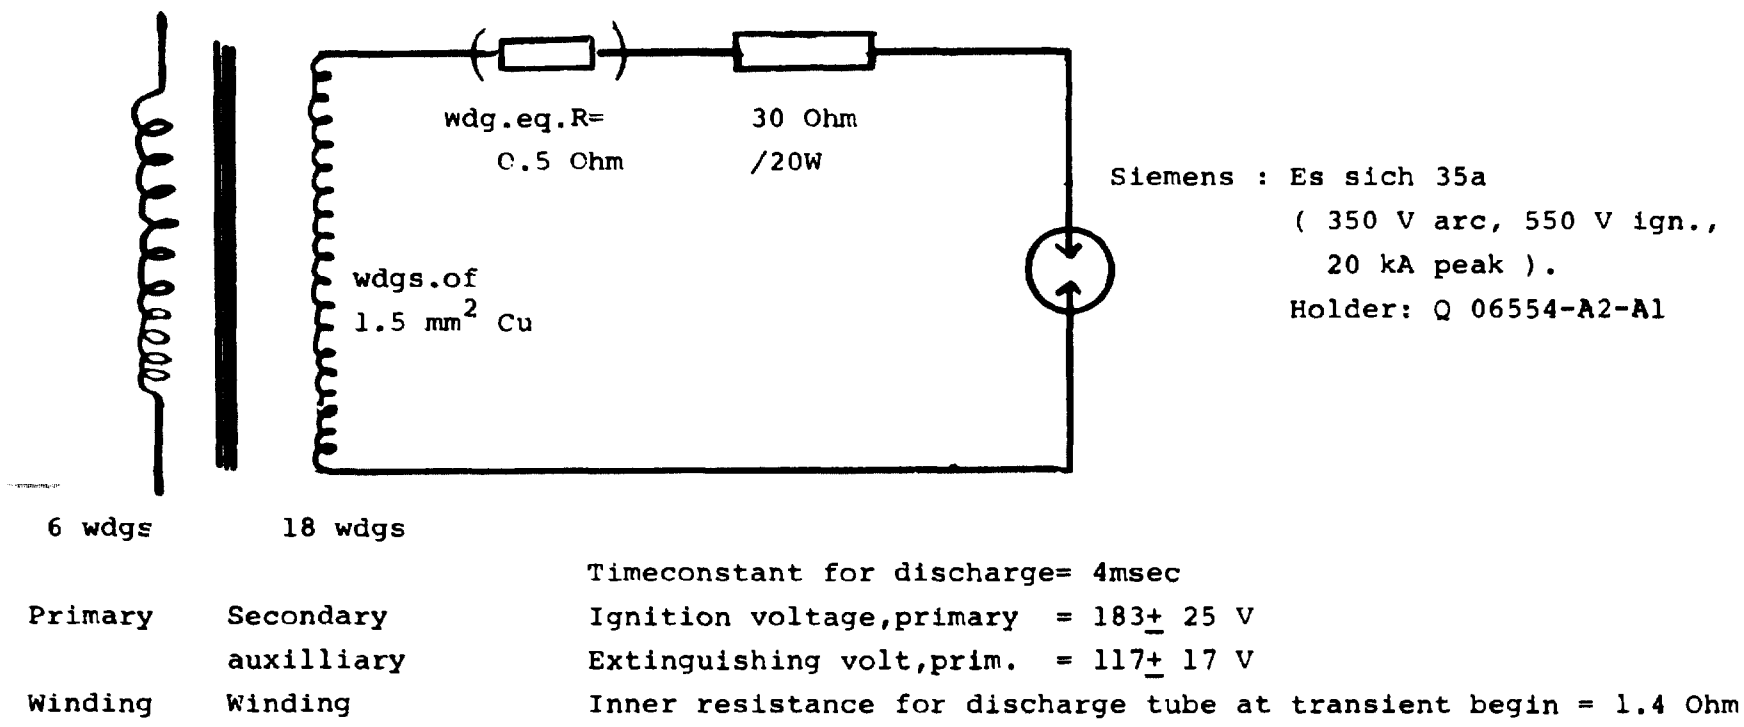 wdg.eq.R=
0.5 Ohm
30 Ohm
/20W
Siemens : Es sich 35a
( 350 V arc, 550 V ign.,
20 kA peak ).
Holder: Q 06554-A2-A1
wdgs.of
1.5 mm2 Cu
6 wdgs
18 wdgs
Timeconstant for discharge= 4msec
Primary Secondary Ignition voltage,primary = 183± 25 V
auxilliary Extinguishing volt,prim. = 117± 17 V
Winding Winding Inner resistance for discharge tube at transient begin = 1.4 Ohm